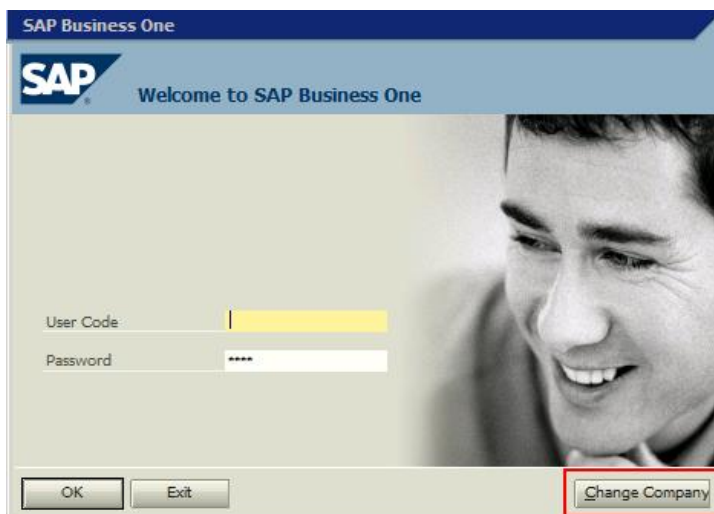 SAP Business One
SAP
Welcome to SAP Business One
User Code
Password ****
OK Exit Change Company